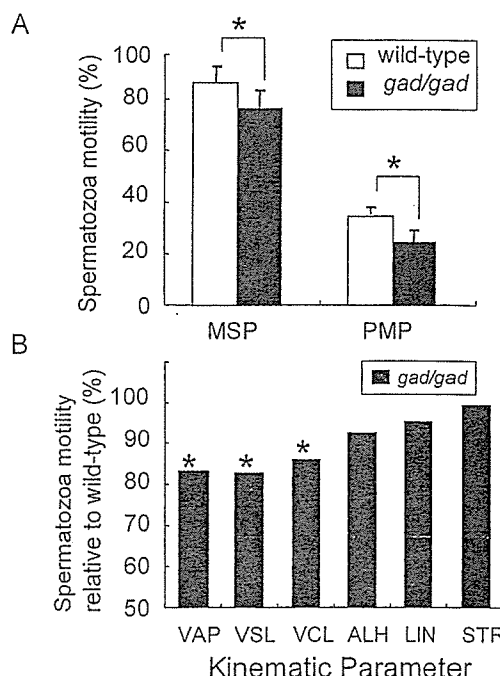 A
Spermatozoa motility (%)
100
80
60
40
20
0
*
*
wild-type
gad/gad
MSP
PMP
B
Spermatozoa motility
relative to wild-type (%)
100
90
80
70
60
50
gad/gad
*
*
*
VAP
VSL
VCL
ALH
LIN
STR
Kinematic Parameter